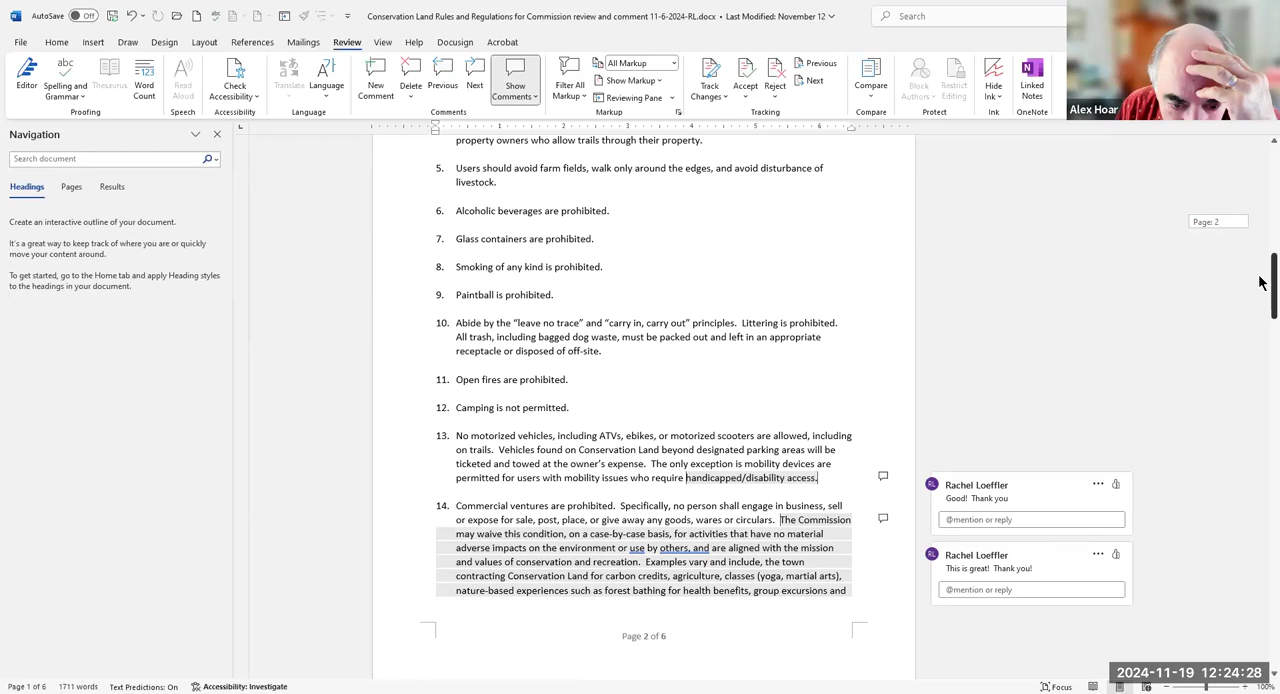 Word AutoSave Off Conservation Land Rules and Regulations for Commission review and comment 11-6-2024-RL.docx • Last Modified: November 12 Search
File Home Insert Draw Design Layout References Mailings Review View Help Docusign Acrobat
Editor Spelling and Grammar Thesaurus Word Count Read Aloud Check Accessibility Translate Language New Comment Delete Previous Next Show Comments Filter All Markup All Markup Show Markup Reviewing Pane Track Changes Accept Reject Previous Next Compare Block Authors Restrict Editing Hide Ink Linked Notes
Proofing Speech Accessibility Language Comments Markup Tracking Compare Protect Ink OneNote
Alex Hoar
Navigation
Search document
Headings Pages Results
Create an interactive outline of your document.
It's a great way to keep track of where you are or quickly
move your content around.
To get started, go to the Home tab and apply Heading styles
to the headings in your document.
1 2 3 4 5 6
property owners who allow trails through their property.
5. Users should avoid farm fields, walk only around the edges, and avoid disturbance of
livestock.
6. Alcoholic beverages are prohibited.
7. Glass containers are prohibited.
8. Smoking of any kind is prohibited.
9. Paintball is prohibited.
10. Abide by the “leave no trace” and “carry in, carry out” principles. Littering is prohibited.
All trash, including bagged dog waste, must be packed out and left in an appropriate
receptacle or disposed of off-site.
11. Open fires are prohibited.
12. Camping is not permitted.
13. No motorized vehicles, including ATVs, ebikes, or motorized scooters are allowed, including
on trails. Vehicles found on Conservation Land beyond designated parking areas will be
ticketed and towed at the owner’s expense. The only exception is mobility devices are
permitted for users with mobility issues who require handicapped/disability access.
14. Commercial ventures are prohibited. Specifically, no person shall engage in business, sell
or expose for sale, post, place, or give away any goods, wares or circulars. The Commission
may waive this condition, on a case-by-case basis, for activities that have no material
adverse impacts on the environment or use by others, and are aligned with the mission
and values of conservation and recreation. Examples vary and include, the town
contracting Conservation Land for carbon credits, agriculture, classes (yoga, martial arts),
nature-based experiences such as forest bathing for health benefits, group excursions and
Page 2 of 6
Page: 2
RL Rachel Loeffler
Good! Thank you
@mention or reply
RL Rachel Loeffler
This is great! Thank you!
@mention or reply
2024-11-19 12:24:28
Page 1 of 6 1711 words Text Predictions: On Accessibility: Investigate Focus 100%